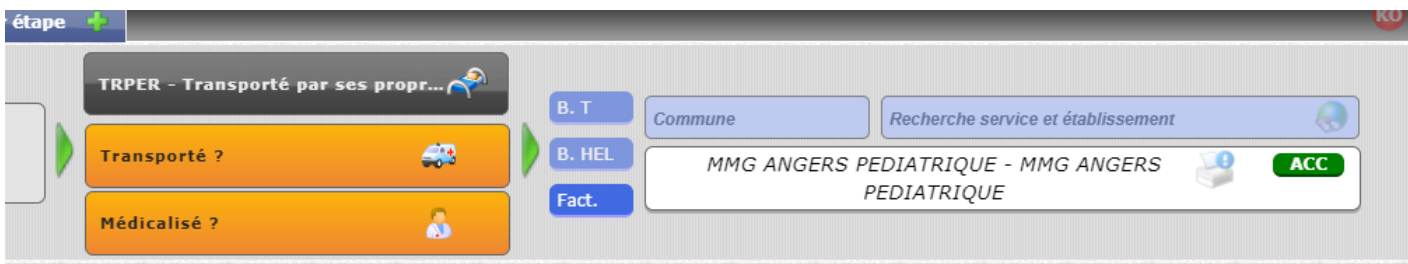 étape
KO
TRPER - Transporté par ses propr...
Transporté ?
Médicalisé ?
B. T
B. HEL
Fact.
Commune
Recherche service et établissement
MMG ANGERS PEDIATRIQUE - MMG ANGERS
PEDIATRIQUE
ACC